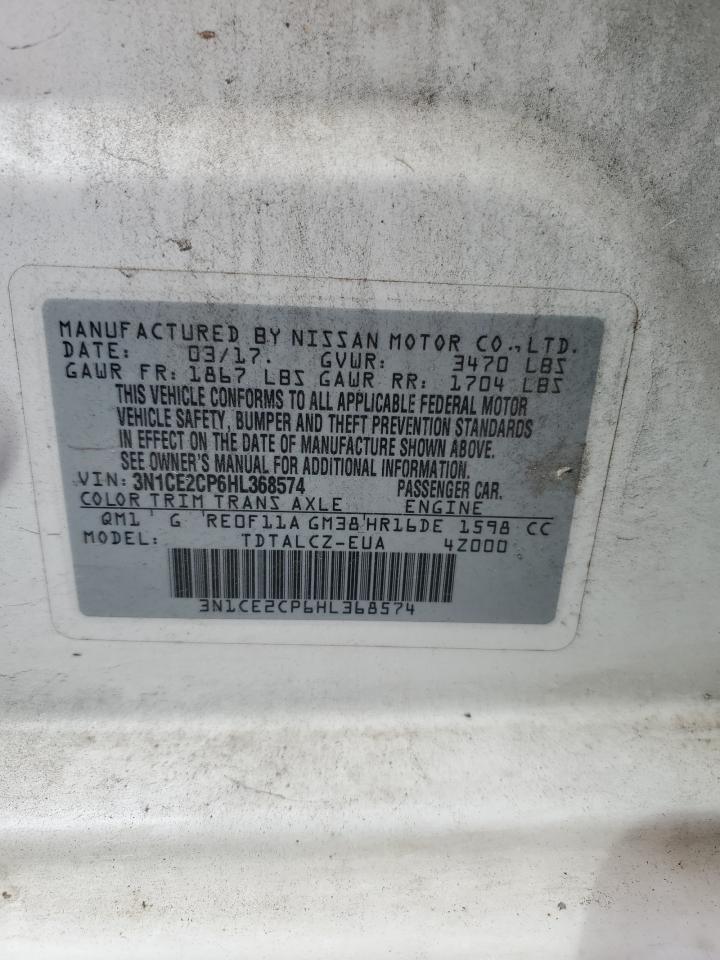 MANUFACTURED BY NISSAN MOTOR CO., LTD.
DATE: 03/17. GVWR: 3470 LBS
GAWR FR: 1867 LBS GAWR RR: 1704 LBS
THIS VEHICLE CONFORMS TO ALL APPLICABLE FEDERAL MOTOR
VEHICLE SAFETY, BUMPER AND THEFT PREVENTION STANDARDS
IN EFFECT ON THE DATE OF MANUFACTURE SHOWN ABOVE.
SEE OWNER'S MANUAL FOR ADDITIONAL INFORMATION.
VIN: 3N1CE2CP6HL368574 PASSENGER CAR.
COLOR TRIM TRANS AXLE ENGINE
QM1 G RE0F11A GM38 HR16DE 1598 CC
MODEL: TDTALCZ-EUA 4Z000
3N1CE2CP6HL368574